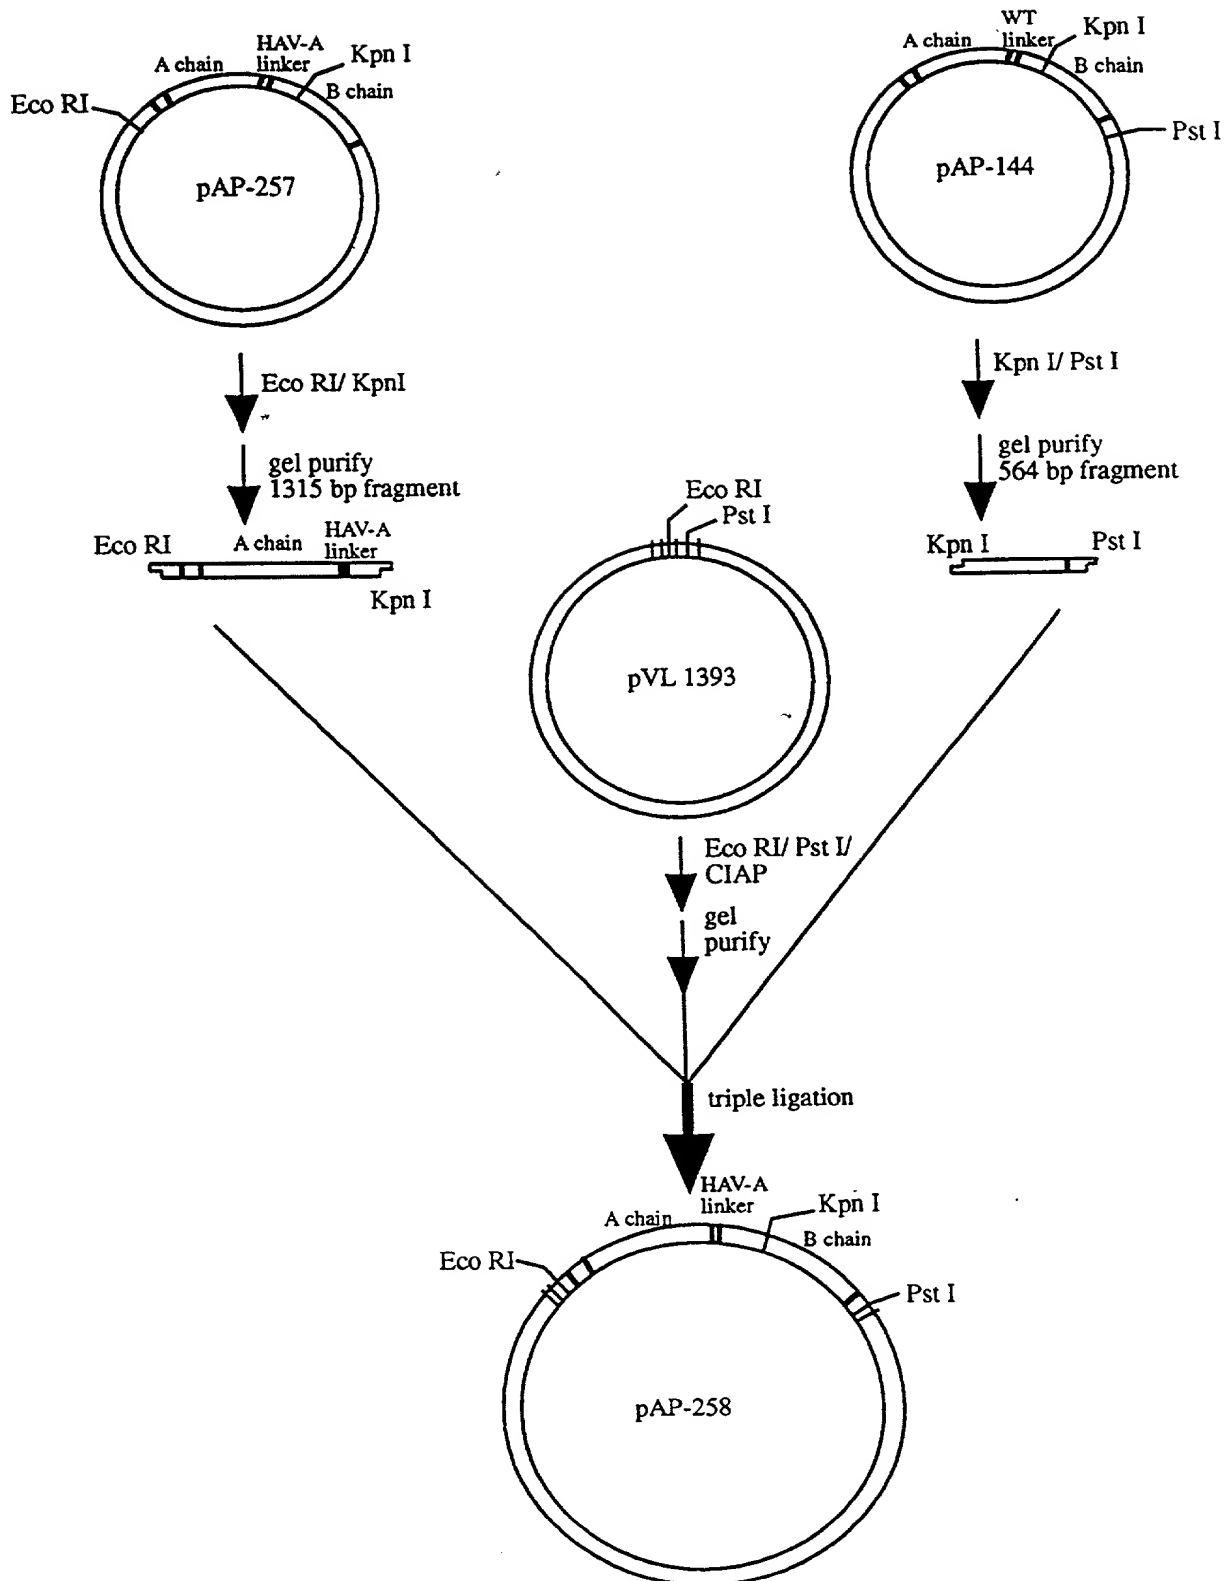 A chain
HAV-A
linker
Kpn I
B chain
Eco RI
pAP-257
A chain
WT
linker
Kpn I
B chain
Pst I
pAP-144
Eco RI/ KpnI
gel purify
1315 bp fragment
Kpn I/ Pst I
gel purify
564 bp fragment
Eco RI
A chain
HAV-A
linker
Kpn I
Kpn I
Pst I
Eco RI
Pst I
pVL 1393
Eco RI/ Pst I/
CIAP
gel
purify
triple ligation
A chain
HAV-A
linker
Kpn I
B chain
Eco RI
Pst I
pAP-258